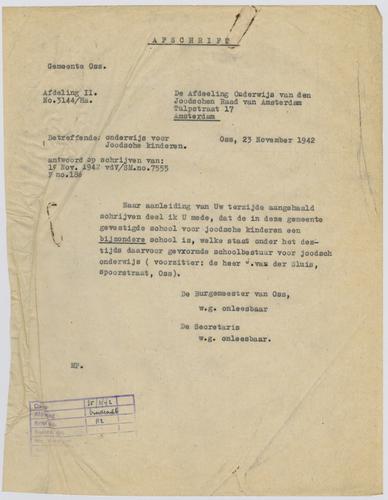 AFSCHRIFT
Gemeente Oss.
Afdeling II.
No.3144/Ha.
De Afdeeling Onderwijs van den
Joodschen Raad van Amsterdam
Tulpstraat 17
Amsterdam
Betreffende: onderwijs voor
Joodsche kinderen.
Oss, 23 November 1942
antwoord op schrijven van:
Nov.1942 vdV/SM.no.7555
F no.186
Naar aanleiding van Uw terzijde aangehaald
schrijven deel ik U mede, dat de in deze gemeente
gevestigde school voor joodsche kinderen een
bijzondere school is, welke staat onder het des-
tijds daarvoor gevromde schoolbestuur voor joodsch
onderwijs ( voorzitter: de heer van der Sluis,
spoorstraat, Oss).
De Burgemeester van Oss,
w.g. onleesbaar
De Secretaris
w.g. onleesbaar.
MP.